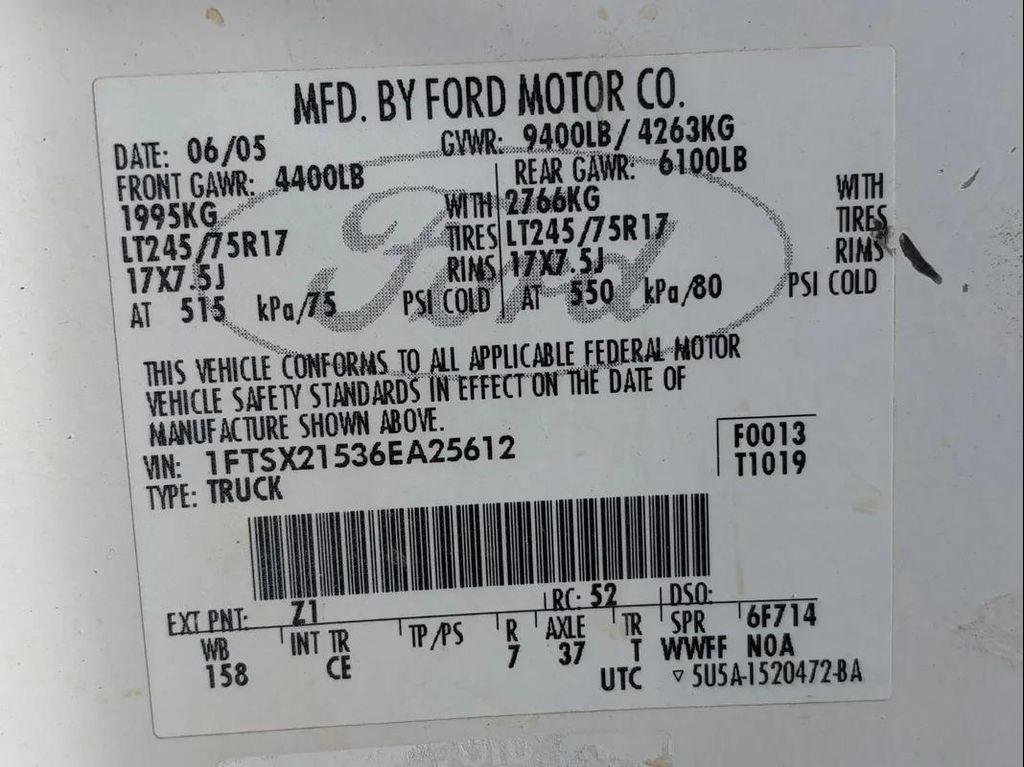 MFD. BY FORD MOTOR CO.
DATE: 06/05 GVWR: 9400LB/ 4263KG
FRONT GAWR: 4400LB REAR GAWR: 6100LB
1995KG WITH 2766KG WITH
LT245/75R17 TIRES LT245/75R17 TIRES
17X7.5J RIMS 17X7.5J RIMS
AT 515 kPa/75 PSI COLD AT 550 kPa/80 PSI COLD
Ford
THIS VEHICLE CONFORMS TO ALL APPLICABLE FEDERAL MOTOR
VEHICLE SAFETY STANDARDS IN EFFECT ON THE DATE OF
MANUFACTURE SHOWN ABOVE.
VIN: 1FTSX21536EA25612 F0013
TYPE: TRUCK T1019
EXT PNT: Z1 RC: 52 DSO:
WB INT TR TP/PS R AXLE TR SPR 6F714
158 CE 7 37 T WWFF NOA
UTC ▽ 5U5A-1520472-BA